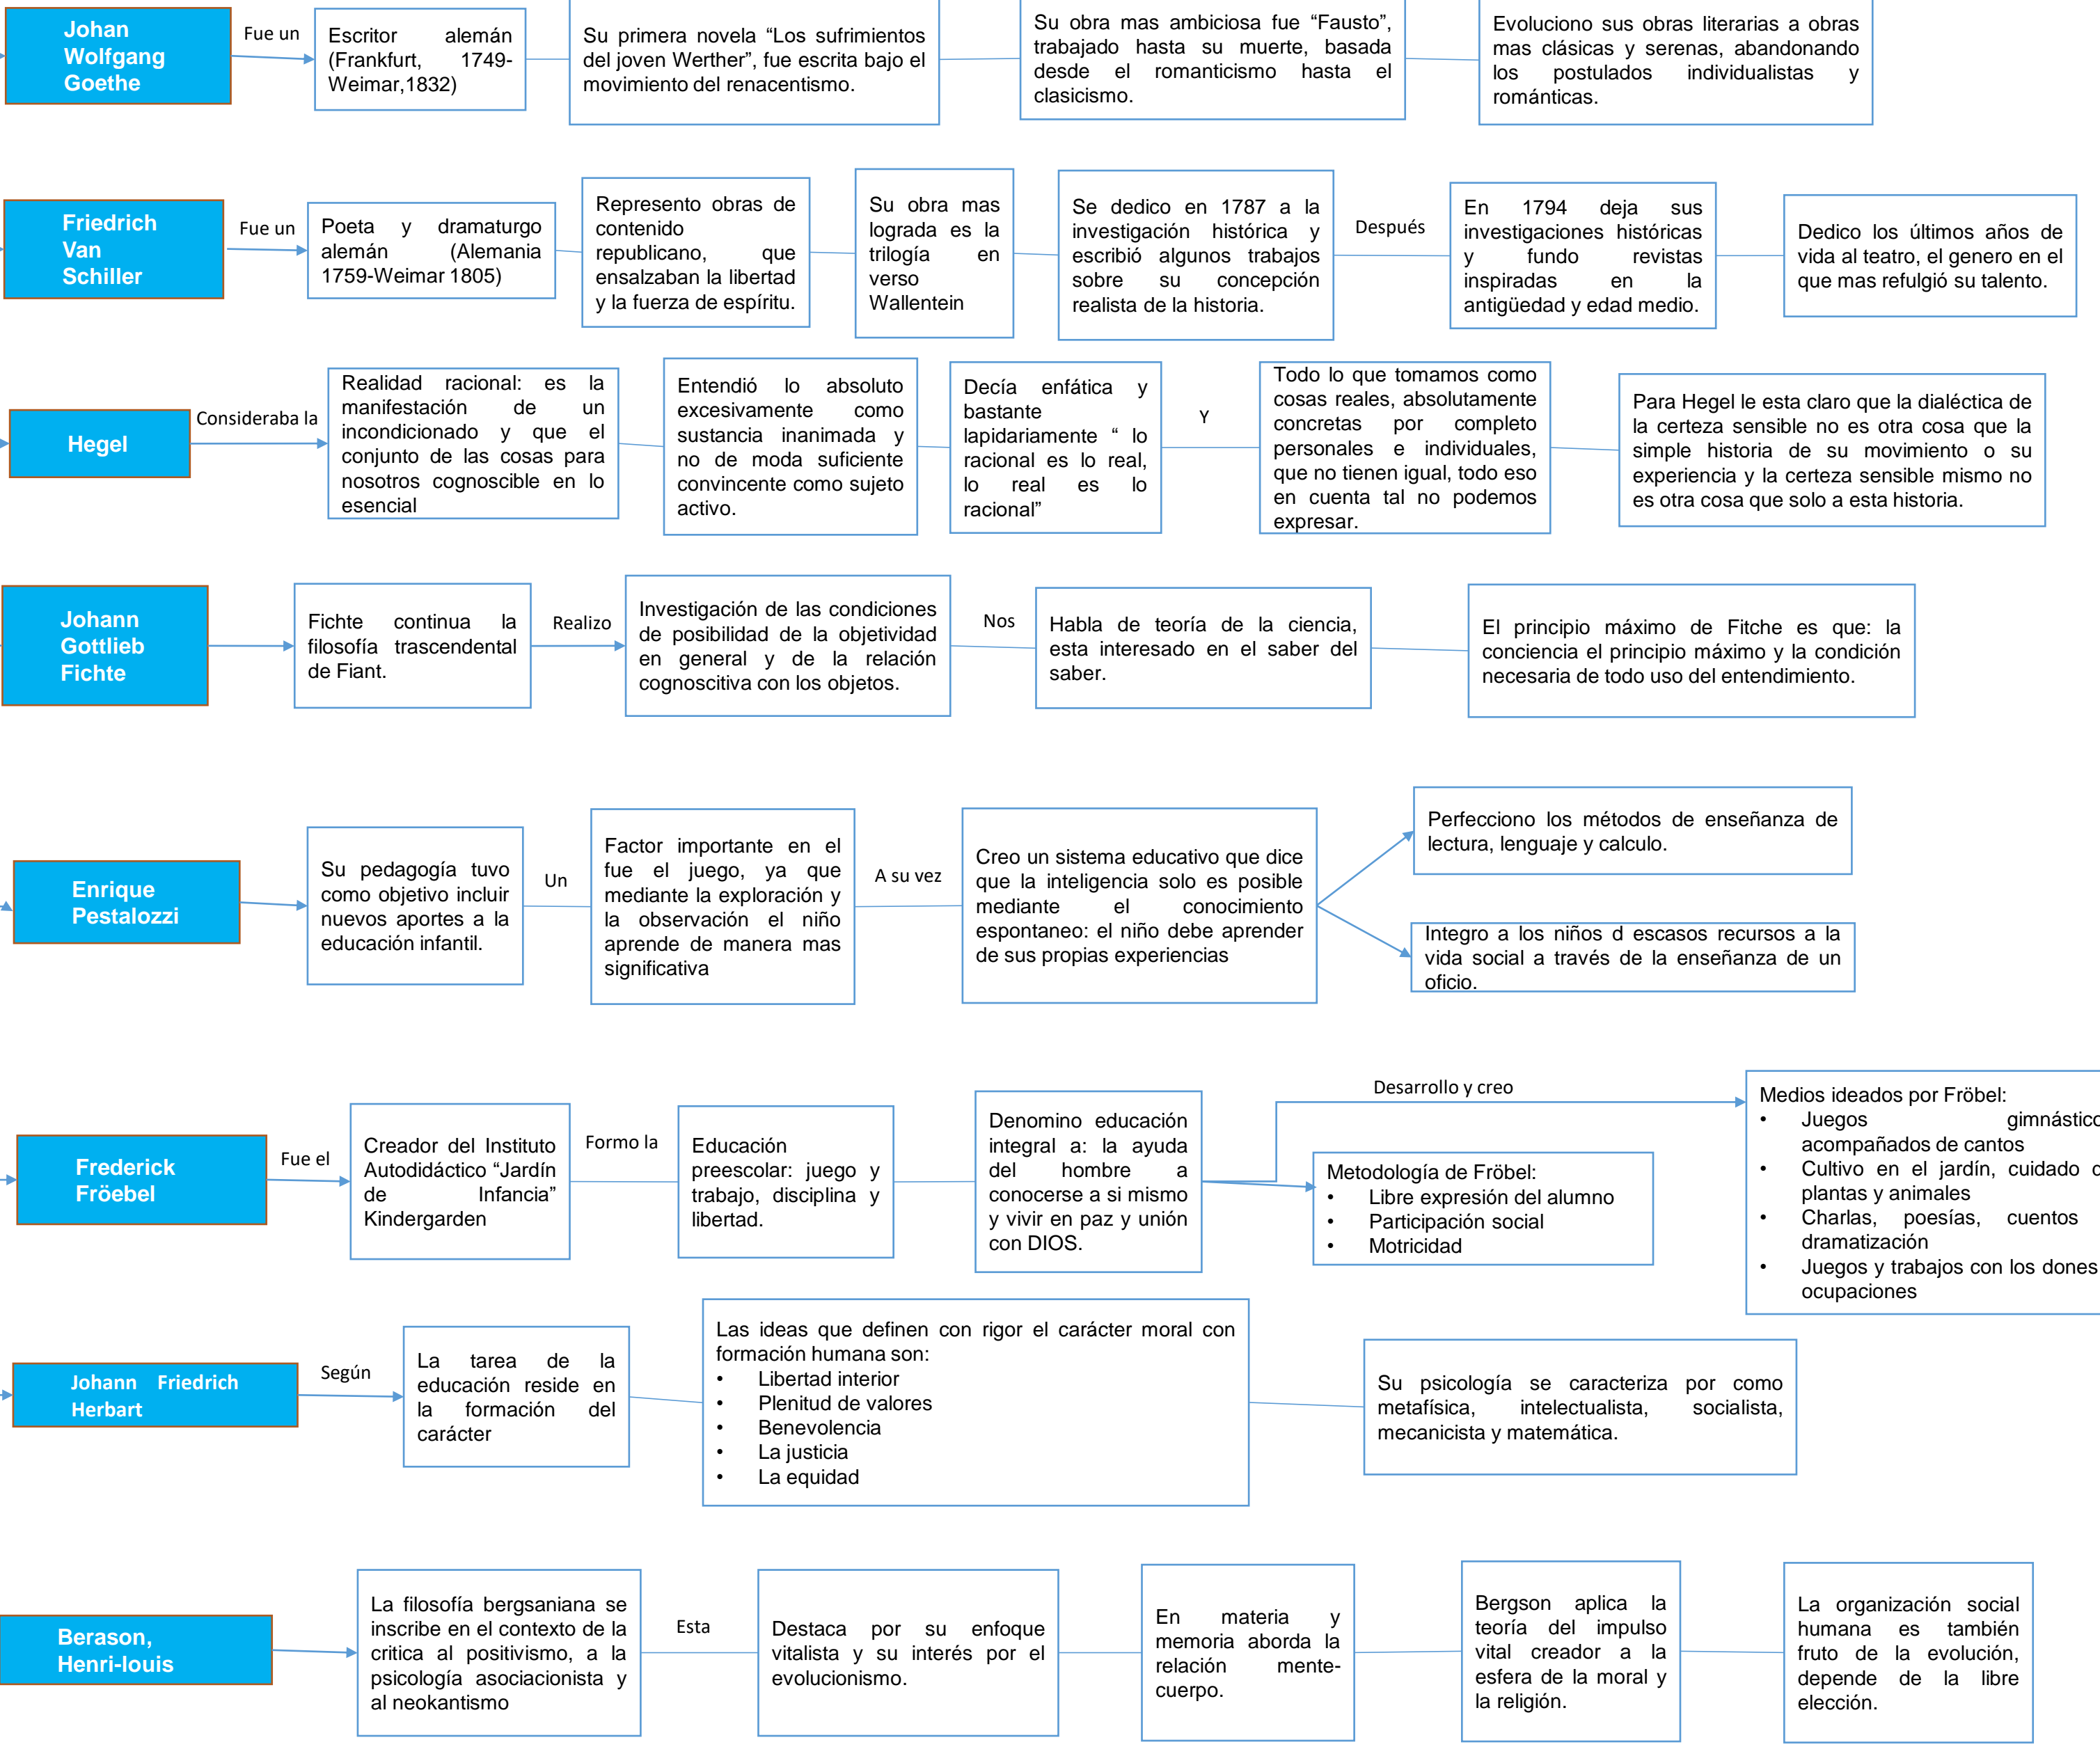 Johan
Wolfgang
Goethe
Fue un
Escritor alemán
(Frankfurt, 1749-
Weimar,1832)
Su primera novela “Los sufrimientos
del joven Werther”, fue escrita bajo el
movimiento del renacentismo.
Su obra mas ambiciosa fue “Fausto”,
trabajado hasta su muerte, basada
desde el romanticismo hasta el
clasicismo.
Evoluciono sus obras literarias a obras
mas clásicas y serenas, abandonando
los postulados individualistas y
románticas.
Friedrich
Van
Schiller
Fue un
Poeta y dramaturgo
alemán (Alemania
1759-Weimar 1805)
Represento obras de
contenido
republicano, que
ensalzaban la libertad
y la fuerza de espíritu.
Su obra mas
lograda es la
trilogía en
verso
Wallentein
Se dedico en 1787 a la
investigación histórica y
escribió algunos trabajos
sobre su concepción
realista de la historia.
Después
En 1794 deja sus
investigaciones históricas
y fundo revistas
inspiradas en la
antigüedad y edad medio.
Dedico los últimos años de
vida al teatro, el genero en el
que mas refulgió su talento.
Hegel
Consideraba la
Realidad racional: es la
manifestación de un
incondicionado y que el
conjunto de las cosas para
nosotros cognoscible en lo
esencial
Entendió lo absoluto
excesivamente como
sustancia inanimada y
no de moda suficiente
convincente como sujeto
activo.
Decía enfática y
bastante
lapidariamente “ lo
racional es lo real,
lo real es lo
racional”
Y
Todo lo que tomamos como
cosas reales, absolutamente
concretas por completo
personales e individuales,
que no tienen igual, todo eso
en cuenta tal no podemos
expresar.
Para Hegel le esta claro que la dialéctica de
la certeza sensible no es otra cosa que la
simple historia de su movimiento o su
experiencia y la certeza sensible mismo no
es otra cosa que solo a esta historia.
Johann
Gottlieb
Fichte
Fichte continua la
filosofía trascendental
de Fiant.
Realizo
Investigación de las condiciones
de posibilidad de la objetividad
en general y de la relación
cognoscitiva con los objetos.
Nos
Habla de teoría de la ciencia,
esta interesado en el saber del
saber.
El principio máximo de Fitche es que: la
conciencia el principio máximo y la condición
necesaria de todo uso del entendimiento.
Enrique
Pestalozzi
Su pedagogía tuvo
como objetivo incluir
nuevos aportes a la
educación infantil.
Un
Factor importante en el
fue el juego, ya que
mediante la exploración y
la observación el niño
aprende de manera mas
significativa
A su vez
Creo un sistema educativo que dice
que la inteligencia solo es posible
mediante el conocimiento
espontaneo: el niño debe aprender
de sus propias experiencias
Perfecciono los métodos de enseñanza de
lectura, lenguaje y calculo.
Integro a los niños d escasos recursos a la
vida social a través de la enseñanza de un
oficio.
Frederick
Fröebel
Fue el
Creador del Instituto
Autodidáctico “Jardín
de Infancia”
Kindergarden
Formo la
Educación
preescolar: juego y
trabajo, disciplina y
libertad.
Denomino educación
integral a: la ayuda
del hombre a
conocerse a si mismo
y vivir en paz y unión
con DIOS.
Desarrollo y creo
Metodología de Fröbel:
• Libre expresión del alumno
• Participación social
• Motricidad
Medios ideados por Fröbel:
• Juegos gimnástico
acompañados de cantos
• Cultivo en el jardín, cuidado
plantas y animales
• Charlas, poesías, cuentos
dramatización
• Juegos y trabajos con los dones
ocupaciones
Johann Friedrich
Herbart
Según
La tarea de la
educación reside en
la formación del
carácter
Las ideas que definen con rigor el carácter moral con
formación humana son:
• Libertad interior
• Plenitud de valores
• Benevolencia
• La justicia
• La equidad
Su psicología se caracteriza por como
metafísica, intelectualista, socialista,
mecanicista y matemática.
Berason,
Henri-louis
La filosofía bergsaniana se
inscribe en el contexto de la
critica al positivismo, a la
psicología asociacionista y
al neokantismo
Esta
Destaca por su enfoque
vitalista y su interés por el
evolucionismo.
En materia y
memoria aborda la
relación mente-
cuerpo.
Bergson aplica la
teoría del impulso
vital creador a la
esfera de la moral y
la religión.
La organización social
humana es también
fruto de la evolución,
depende de la libre
elección.